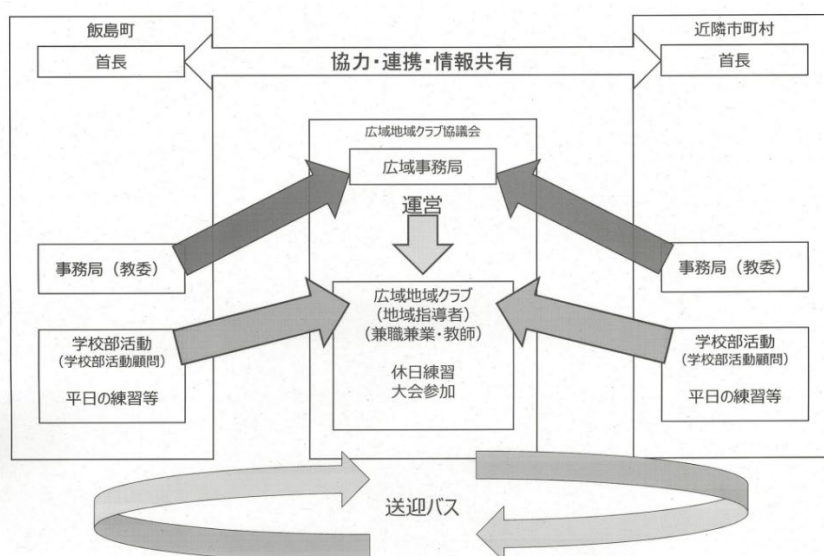 飯島町
首長
協力・連携・情報共有
近隣市町村
首長
広域地域クラブ協議会
広域事務局
運営
事務局（教委）
事務局（教委）
広域地域クラブ
（地域指導者）
（兼職兼業・教師）
休日練習
大会参加
学校部活動
（学校部活動顧問）
平日の練習等
学校部活動
（学校部活動顧問）
平日の練習等
送迎バス